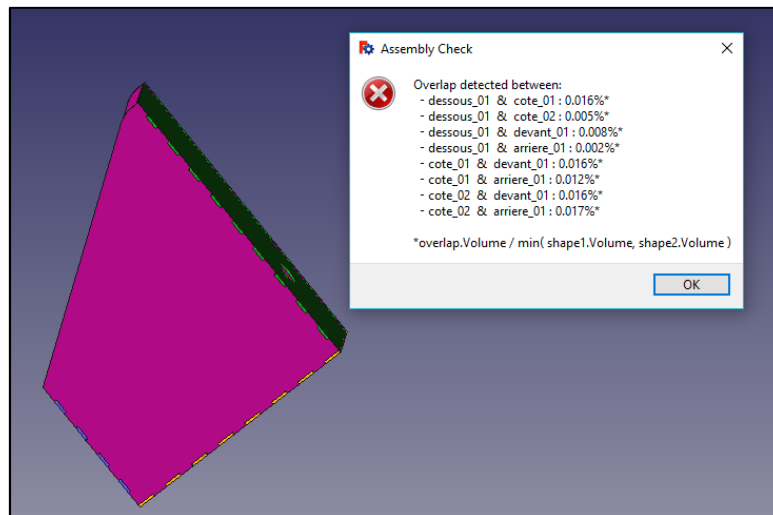 Assembly Check
Overlap detected between:
- dessous_01 & cote_01 : 0.016%*
- dessous_01 & cote_02 : 0.005%*
- dessous_01 & devant_01 : 0.008%*
- dessous_01 & arriere_01 : 0.002%*
- cote_01 & devant_01 : 0.016%*
- cote_01 & arriere_01 : 0.012%*
- cote_02 & devant_01 : 0.016%*
- cote_02 & arriere_01 : 0.017%*
*overlap.Volume / min( shape1.Volume, shape2.Volume )
OK